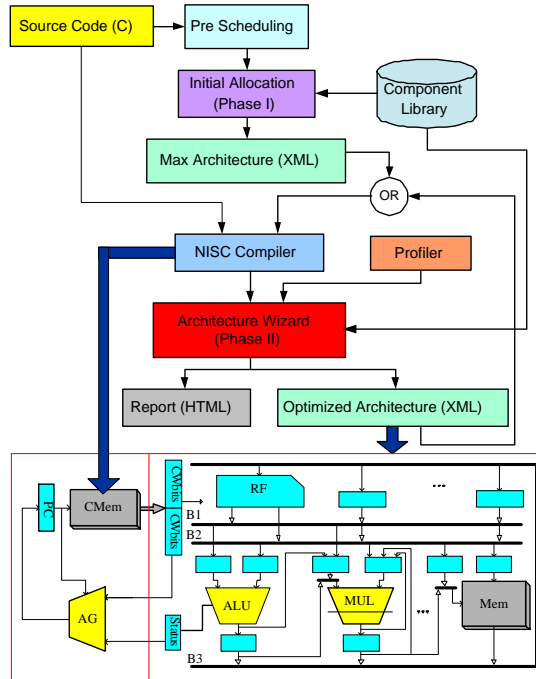 Source Code (C)
Pre Scheduling
Initial Allocation
(Phase I)
Component
Library
Max Architecture (XML)
OR
NISC Compiler
Profiler
Architecture Wizard
(Phase II)
Report (HTML)
Optimized Architecture (XML)
PC
CMem
CWbits
CWbits
B1
B2
RF
...
AG
Status
ALU
MUL
...
Mem
B3